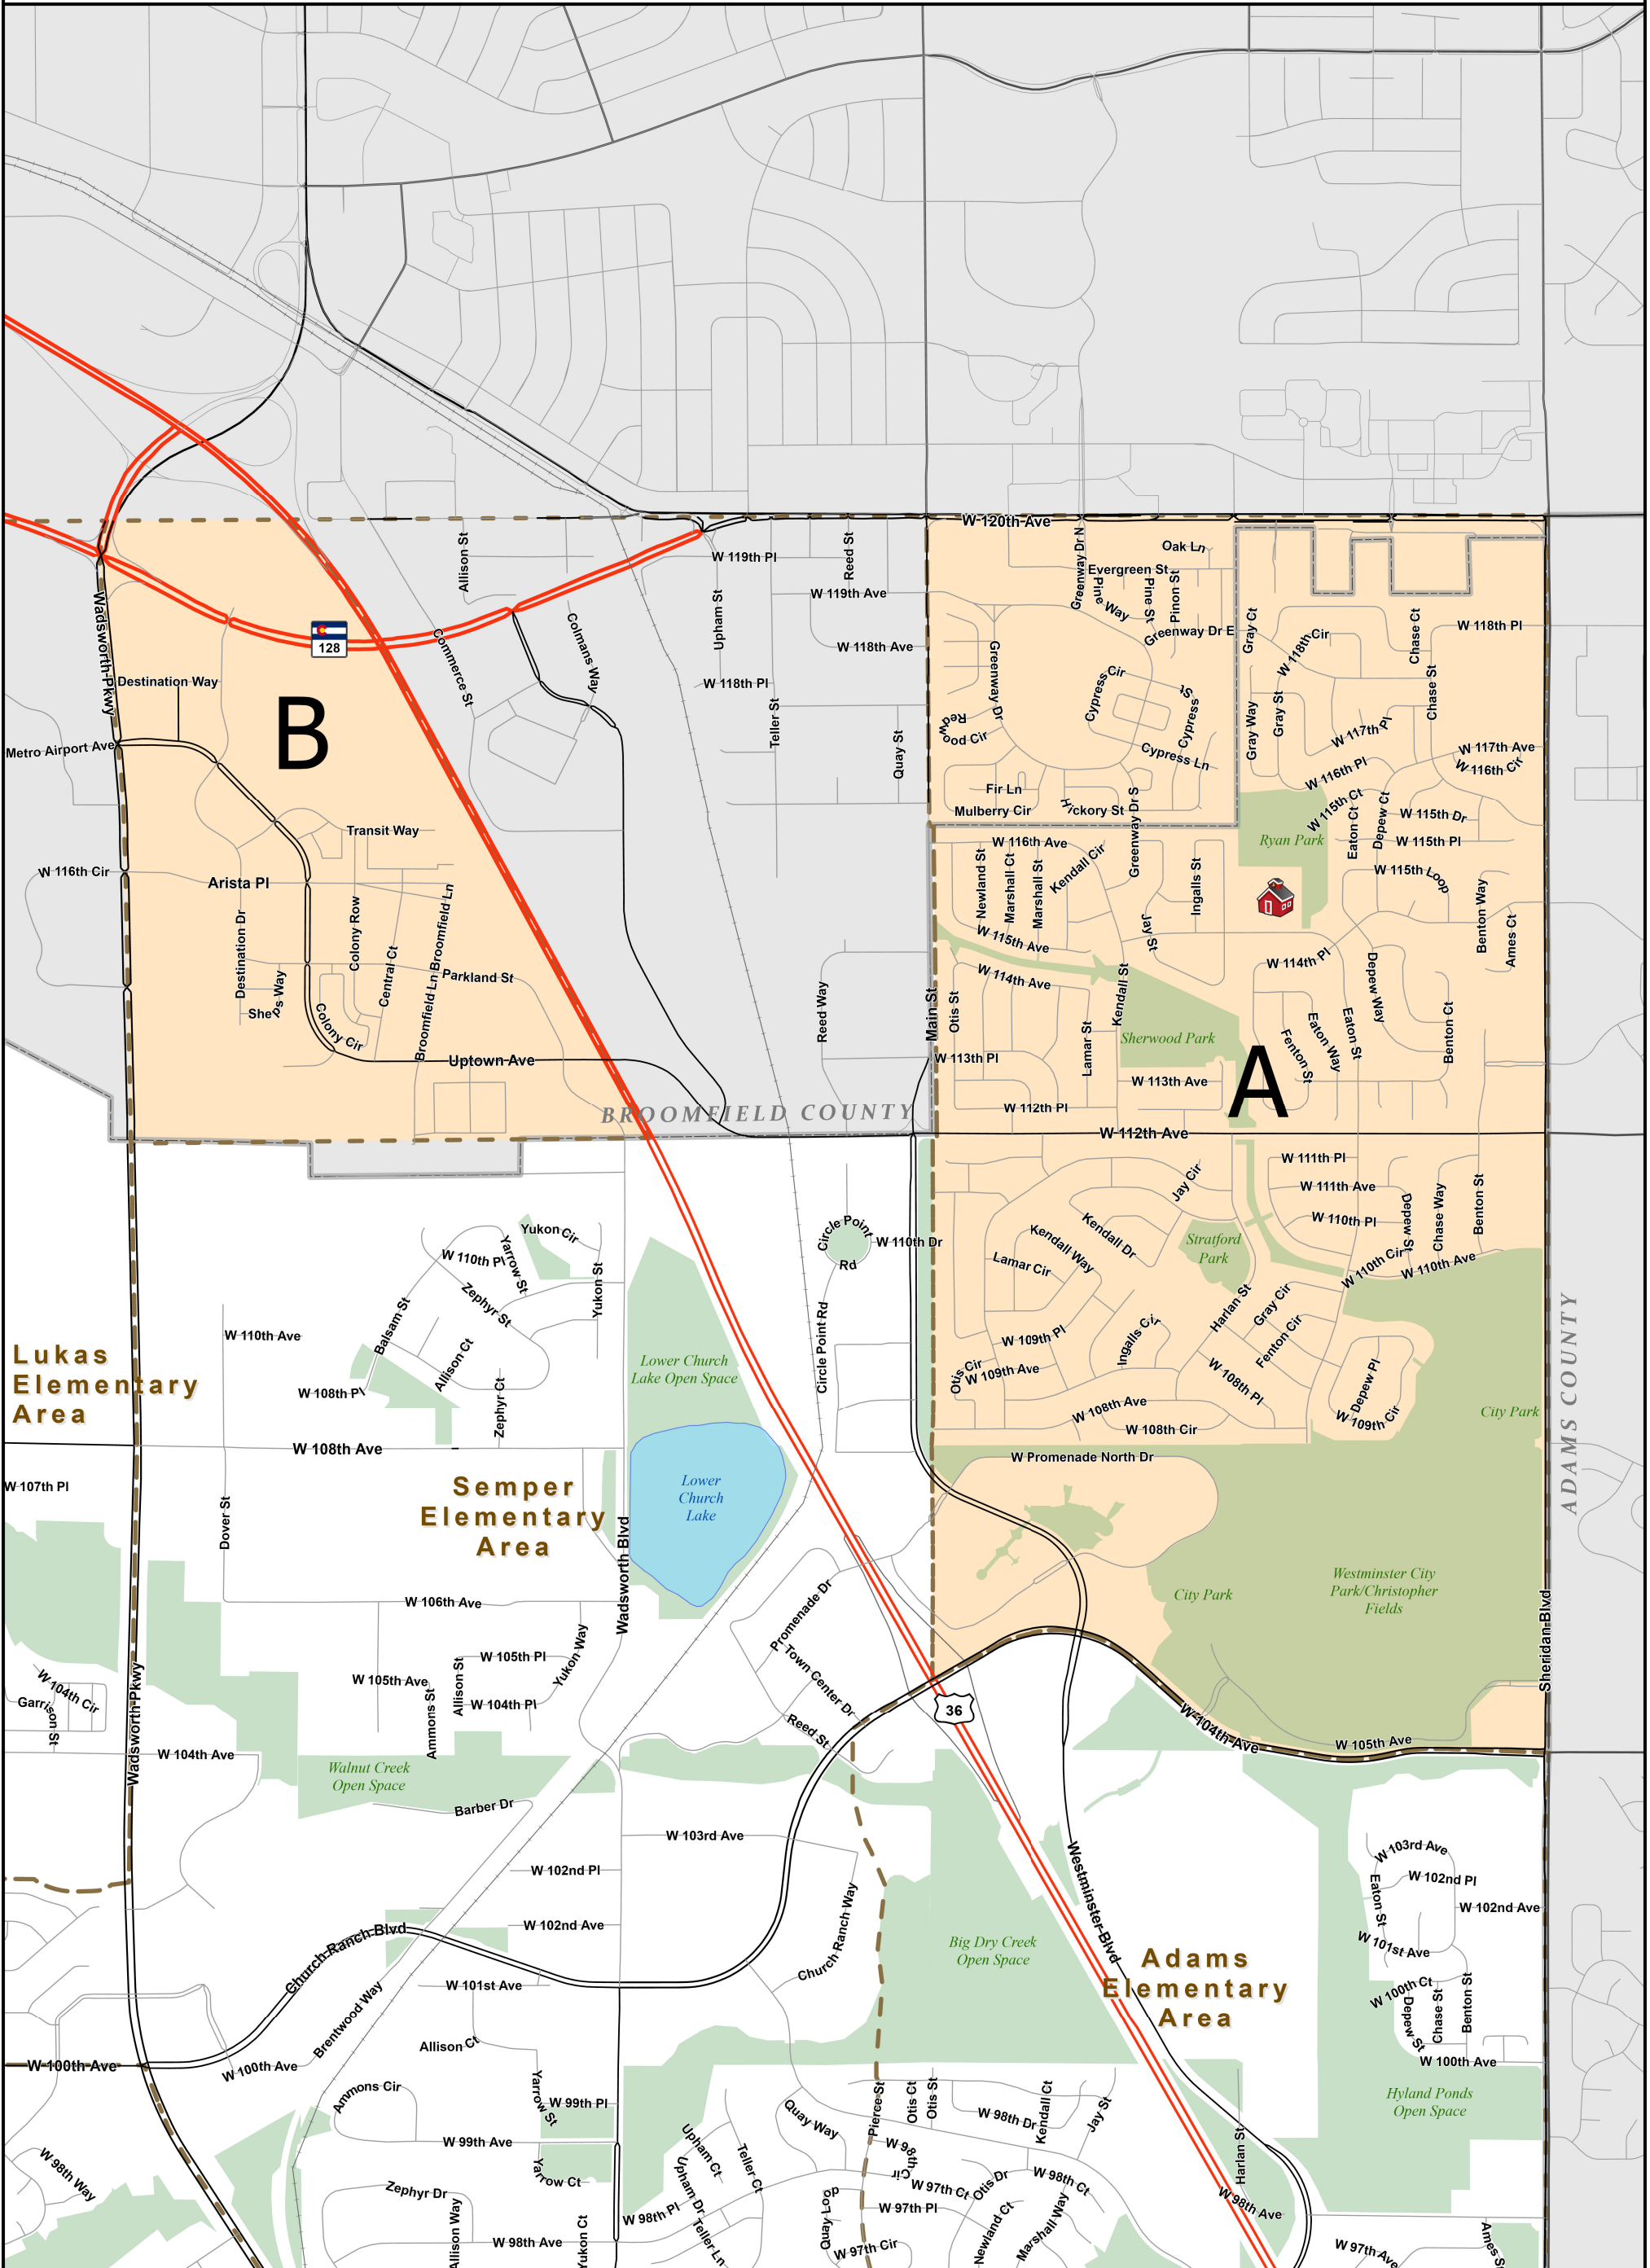 W 120th Ave
Oak Ln
Evergreen St
Greenway Dr N
Pine Way
Pine St
Pinon St
Greenway Dr E
Allison St
W 119th Pl
Reed St
W 119th Ave
Upham St
W 118th Ave
W 118th Pl
Teller St
Quay St
Colmans Way
Commerce St
128
Wadsworth Pkwy
Destination Way
B
Metro Airport Ave
Greenway Dr
Redwood Cir
Cypress Cir
Cypress St
Cypress Ln
Fir Ln
Mulberry Cir
Hickory St
Greenway Dr S
Gray Ct
W 118th Cir
Chase Ct
W 118th Pl
Chase St
Gray Way
Gray St
W 117th Pl
W 117th Ave
W 116th Cir
W 116th Pl
W 115th Ct
Eaton Ct
Depew Ct
W 115th Dr
W 115th Pl
W 115th Loop
Ryan Park
Transit Way
W 116th Cir
Arista Pl
Destination Dr
Colony Row
Central Ct
Broomfield Ln
Broomfield Ln
Parkland St
Sheps Way
Colony Cir
Uptown Ave
W 116th Ave
Newland St
Marshall Ct
Marshall St
Kendall Cir
Ingalls St
Jay St
W 115th Ave
W 114th Ave
Kendall St
Benton Way
Ames Ct
W 114th Pl
Depew Way
Reed Way
Main St
Otis St
Lamar St
Sherwood Park
Fenton St
Eaton Way
Eaton St
Benton Ct
W 113th Pl
W 113th Ave
A
W 112th Pl
BROOMFIELD COUNTY
W 112th Ave
W 111th Pl
W 111th Ave
W 110th Pl
Depew St
Chase Way
Benton St
W 110th Cir
W 110th Ave
Jay Cir
Kendall Dr
Kendall Way
Lamar Cir
Stratford
Park
Harlan St
Gray Cir
Fenton Cir
Ingalls Cir
W 109th Pl
Otis Cir
W 109th Ave
W 108th Pl
W 108th Ave
W 108th Cir
Depew Pl
W 109th Cir
City Park
ADAMS COUNTY
Circle Point
Rd
W 110th Dr
Circle Point Rd
Yukon Cir
W 110th Pl
Yarrow St
Zephyr St
Yukon St
Balsam St
W 110th Ave
Allison Ct
W 108th Pl
Zephyr Ct
Lower Church
Lake Open Space
Lukas
Elementary
Area
W 108th Ave
W 107th Pl
Semper
Elementary
Area
Lower
Church
Lake
Dover St
Wadsworth Blvd
W 106th Ave
W Promenade North Dr
City Park
Westminster City
Park/Christopher
Fields
Sheridan Blvd
Promenade Dr
Town Center Dr
Reed St
36
W 105th Pl
Yukon Way
W 105th Ave
Allison St
Ammons St
W 104th Pl
W 104th Cir
Garrison St
Wadsworth Pkwy
W 104th Ave
W 104th Ave
W 105th Ave
Walnut Creek
Open Space
Barber Dr
W 103rd Ave
W 102nd Pl
W 102nd Ave
Church Ranch Way
Church Ranch Blvd
W 101st Ave
Brentwood Way
Westminster Blvd
Big Dry Creek
Open Space
Adams
Elementary
Area
W 103rd Ave
W 102nd Pl
Eaton St
W 102nd Ave
W 101st Ave
W 100th Ct
Depew St
Chase St
Benton St
W 100th Ave
Allison Ct
W 100th Ave
W 100th Ave
Hyland Ponds
Open Space
Ammons Cir
Yarrow St
W 99th Pl
W 99th Ave
Yarrow Ct
W 98th Way
Zephyr Dr
Allison Way
W 98th Ave
Yukon Ct
W 98th Pl
Upham Ct
Upham Dr
Teller Ct
Teller Ln
Quay Way
Pierce St
Otis Ct
Otis St
W 98th Dr
Kendall Ct
Jay St
W 98th Cir
W 97th Ct
Otis Dr
W 98th Ct
W 97th Pl
Quay Loop
W 97th Cir
Newland Ct
Marshall Way
Harlan St
W 98th Ave
W 97th Ave
Ames S